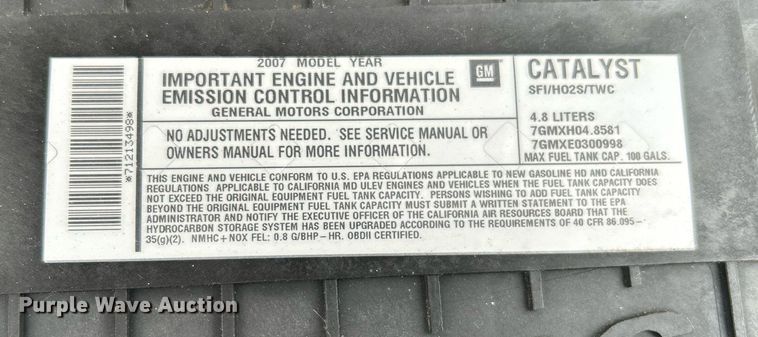 *71213498*
2007 MODEL YEAR
IMPORTANT ENGINE AND VEHICLE
EMISSION CONTROL INFORMATION
GENERAL MOTORS CORPORATION
GM
CATALYST
SFI/HO2S/TWC
NO ADJUSTMENTS NEEDED. SEE SERVICE MANUAL OR
OWNERS MANUAL FOR MORE INFORMATION.
4.8 LITERS
7GMXH04.8581
7GMXE0300998
MAX FUEL TANK CAP. 100 GALS.
THIS ENGINE AND VEHICLE CONFORM TO U.S. EPA REGULATIONS APPLICABLE TO NEW GASOLINE HD AND CALIFORNIA
REGULATIONS APPLICABLE TO CALIFORNIA MD ULEV ENGINES AND VEHICLES WHEN THE FUEL TANK CAPACITY DOES
NOT EXCEED THE ORIGINAL EQUIPMENT FUEL TANK CAPACITY. PERSONS WISHING TO ADD FUEL TANK CAPACITY
BEYOND THE ORIGINAL EQUIPMENT FUEL TANK CAPACITY MUST SUBMIT A WRITTEN STATEMENT TO THE EPA
ADMINISTRATOR AND NOTIFY THE EXECUTIVE OFFICER OF THE CALIFORNIA AIR RESOURCES BOARD THAT THE
HYDROCARBON STORAGE SYSTEM HAS BEEN UPGRADED ACCORDING TO THE REQUIREMENTS OF 40 CFR 86.095-
35(g)(2). NMHC+NOX FEL: 0.8 G/BHP-HR. OBDII CERTIFIED.
Purple Wave Auction